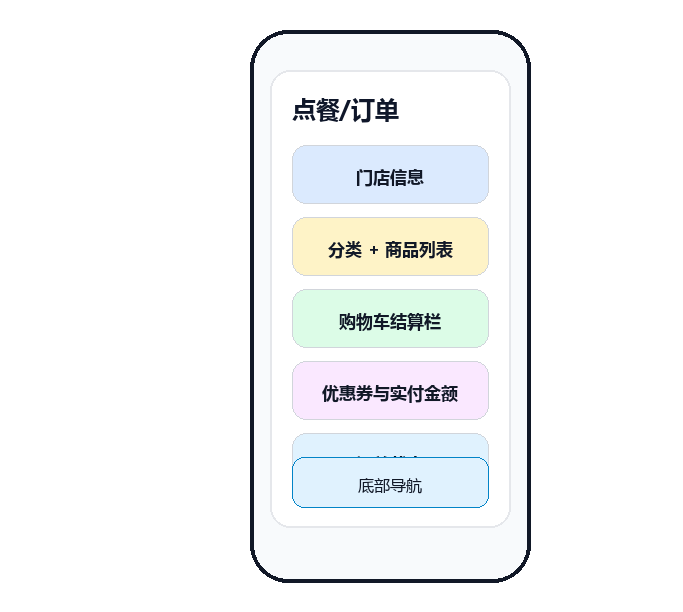 点餐/订单
门店信息
分类 + 商品列表
购物车结算栏
优惠券与实付金额
底部导航